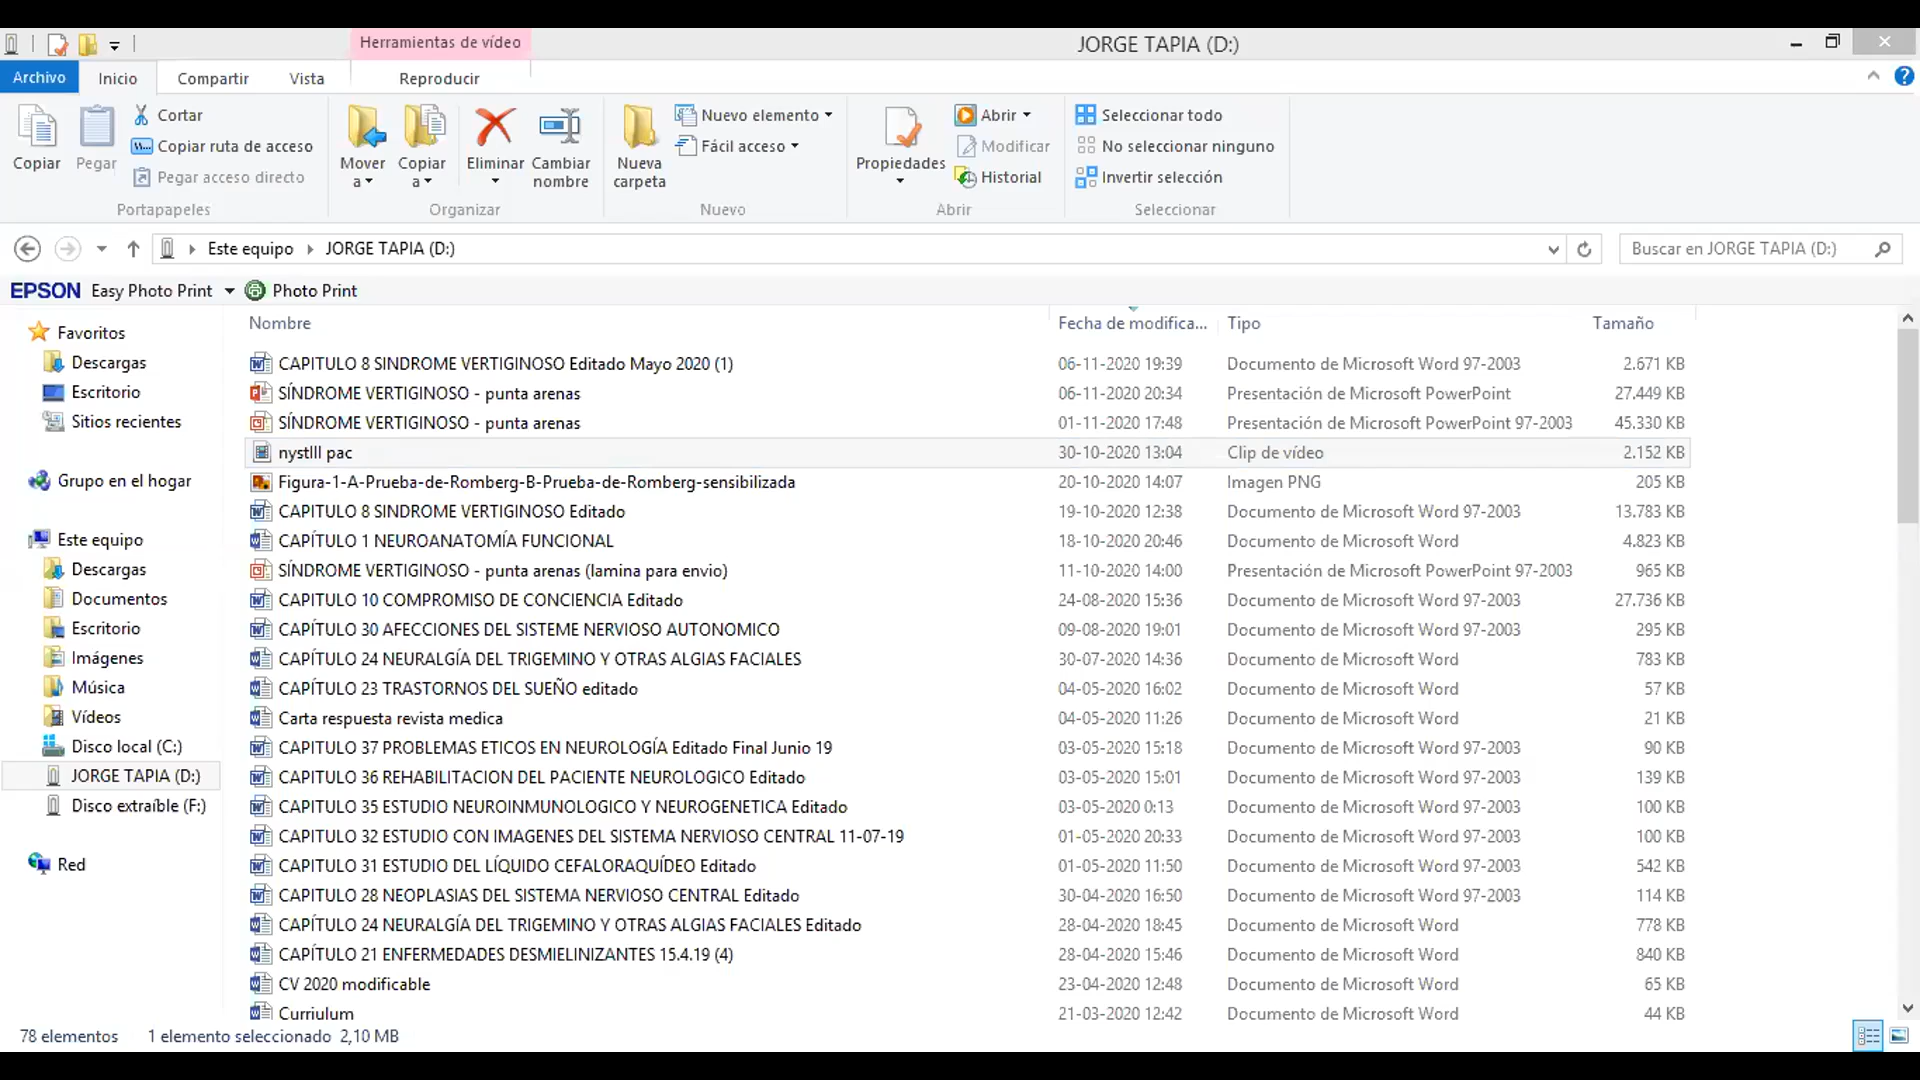 Herramientas de vídeo
JORGE TAPIA (D:)
Archivo Inicio Compartir Vista Reproducir
Copiar
Pegar
Cortar
Copiar ruta de acceso
Pegar acceso directo
Portapapeles
Mover a
Copiar a
Eliminar
Cambiar nombre
Organizar
Nueva carpeta
Nuevo elemento
Fácil acceso
Nuevo
Propiedades
Abrir
Modificar
Historial
Abrir
Seleccionar todo
No seleccionar ninguno
Invertir selección
Seleccionar
Este equipo JORGE TAPIA (D:)
Buscar en JORGE TAPIA (D:)
EPSON Easy Photo Print Photo Print
Favoritos
Descargas
Escritorio
Sitios recientes
Grupo en el hogar
Este equipo
Descargas
Documentos
Escritorio
Imágenes
Música
Vídeos
Disco local (C:)
JORGE TAPIA (D:)
Disco extraíble (F:)
Red
Nombre Fecha de modifica... Tipo Tamaño
CAPITULO 8 SINDROME VERTIGINOSO Editado Mayo 2020 (1) 06-11-2020 19:39 Documento de Microsoft Word 97-2003 2.671 KB
SÍNDROME VERTIGINOSO - punta arenas 06-11-2020 20:34 Presentación de Microsoft PowerPoint 27.449 KB
SÍNDROME VERTIGINOSO - punta arenas 01-11-2020 17:48 Presentación de Microsoft PowerPoint 97-2003 45.330 KB
nystlll pac 30-10-2020 13:04 Clip de vídeo 2.152 KB
Figura-1-A-Prueba-de-Romberg-B-Prueba-de-Romberg-sensibilizada 20-10-2020 14:07 Imagen PNG 205 KB
CAPITULO 8 SINDROME VERTIGINOSO Editado 19-10-2020 12:38 Documento de Microsoft Word 97-2003 13.783 KB
CAPÍTULO 1 NEUROANATOMÍA FUNCIONAL 18-10-2020 20:46 Documento de Microsoft Word 4.823 KB
SÍNDROME VERTIGINOSO - punta arenas (lamina para envio) 11-10-2020 14:00 Presentación de Microsoft PowerPoint 97-2003 965 KB
CAPITULO 10 COMPROMISO DE CONCIENCIA Editado 24-08-2020 15:36 Documento de Microsoft Word 97-2003 27.736 KB
CAPÍTULO 30 AFECCIONES DEL SISTEME NERVIOSO AUTONOMICO 09-08-2020 19:01 Documento de Microsoft Word 97-2003 295 KB
CAPÍTULO 24 NEURALGÍA DEL TRIGEMINO Y OTRAS ALGIAS FACIALES 30-07-2020 14:36 Documento de Microsoft Word 783 KB
CAPÍTULO 23 TRASTORNOS DEL SUEÑO editado 04-05-2020 16:02 Documento de Microsoft Word 57 KB
Carta respuesta revista medica 04-05-2020 11:26 Documento de Microsoft Word 21 KB
CAPITULO 37 PROBLEMAS ETICOS EN NEUROLOGÍA Editado Final Junio 19 03-05-2020 15:18 Documento de Microsoft Word 97-2003 90 KB
CAPITULO 36 REHABILITACION DEL PACIENTE NEUROLOGICO Editado 03-05-2020 15:01 Documento de Microsoft Word 97-2003 139 KB
CAPITULO 35 ESTUDIO NEUROINMUNOLOGICO Y NEUROGENETICA Editado 03-05-2020 0:13 Documento de Microsoft Word 97-2003 100 KB
CAPITULO 32 ESTUDIO CON IMAGENES DEL SISTEMA NERVIOSO CENTRAL 11-07-19 01-05-2020 20:33 Documento de Microsoft Word 97-2003 100 KB
CAPITULO 31 ESTUDIO DEL LÍQUIDO CEFALORAQUÍDEO Editado 01-05-2020 11:50 Documento de Microsoft Word 97-2003 542 KB
CAPITULO 28 NEOPLASIAS DEL SISTEMA NERVIOSO CENTRAL Editado 30-04-2020 16:50 Documento de Microsoft Word 97-2003 114 KB
CAPÍTULO 24 NEURALGÍA DEL TRIGEMINO Y OTRAS ALGIAS FACIALES Editado 28-04-2020 18:45 Documento de Microsoft Word 778 KB
CAPÍTULO 21 ENFERMEDADES DESMIELINIZANTES 15.4.19 (4) 28-04-2020 15:46 Documento de Microsoft Word 840 KB
CV 2020 modificable 23-04-2020 12:48 Documento de Microsoft Word 65 KB
Curriulum 21-03-2020 12:42 Documento de Microsoft Word 44 KB
78 elementos 1 elemento seleccionado 2,10 MB